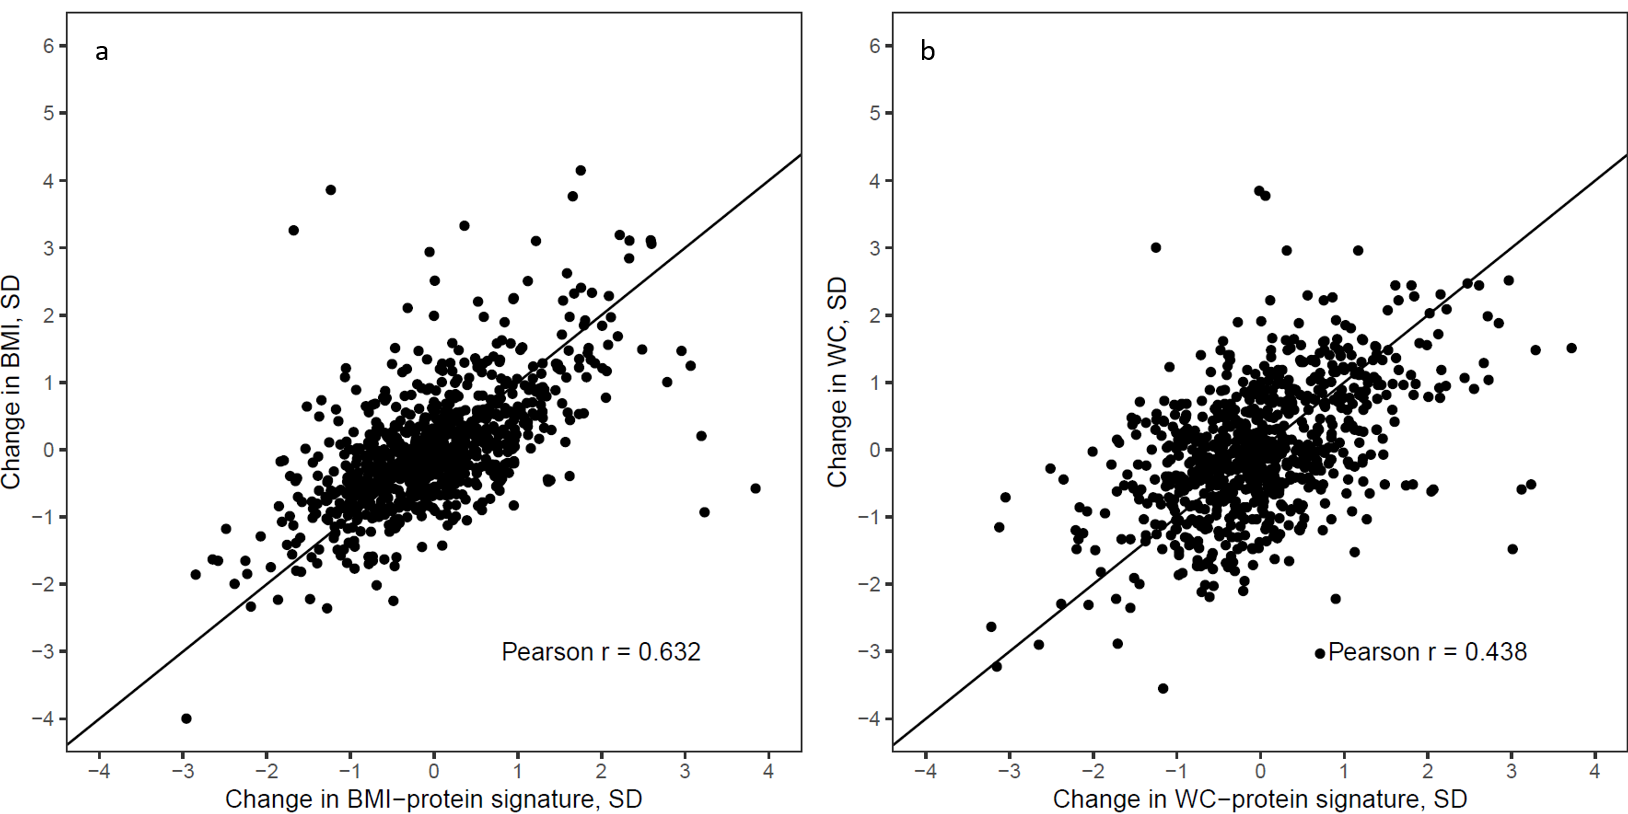 a
Change in BMI, SD
6
5
4
3
2
1
0
−1
−2
−3
−4
Pearson r = 0.632
−4 −3 −2 −1 0 1 2 3 4
Change in BMI−protein signature, SD
b
Change in WC, SD
6
5
4
3
2
1
0
−1
−2
−3
−4
Pearson r = 0.438
−4 −3 −2 −1 0 1 2 3 4
Change in WC−protein signature, SD